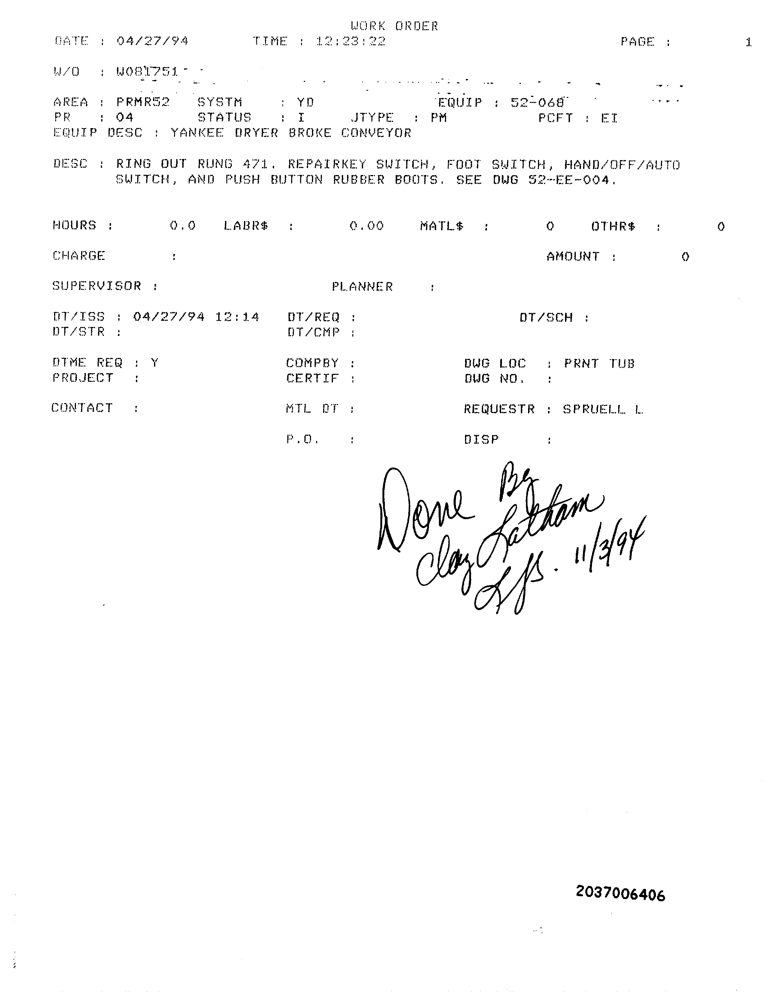 WORK ORDER
DATE : 04/27/94 TIME : 12:23:22 PAGE : 1
W/O : W081751
AREA : PRMR52 SYSTM : YD EQUIP : 52-068
PR : 04 STATUS : I JTYPE : PM PCFT : EI
EQUIP DESC : YANKEE DRYER BROKE CONVEYOR
DESC : RING OUT RUNG 471. REPAIRKEY SWITCH, FOOT SWITCH, HAND/OFF/AUTO
SWITCH, AND PUSH BUTTON RUBBER BOOTS. SEE DWG 52-EE-004.
HOURS : 0.0 LABR$ : 0.00 MATL$ : 0 OTHR$ : 0
CHARGE : AMOUNT : 0
SUPERVISOR : PLANNER :
DT/ISS : 04/27/94 12:14 DT/REQ : DT/SCH :
DT/STR : DT/CMP :
DTME REQ : Y COMPBY : DWG LOC : PRNT TUB
PROJECT : CERTIF : DWG NO. :
CONTACT : MTL DT : REQUESTR : SPRUELL L
P.O. : DISP :
Done By
Clay Latham
11/3/94
2037006406